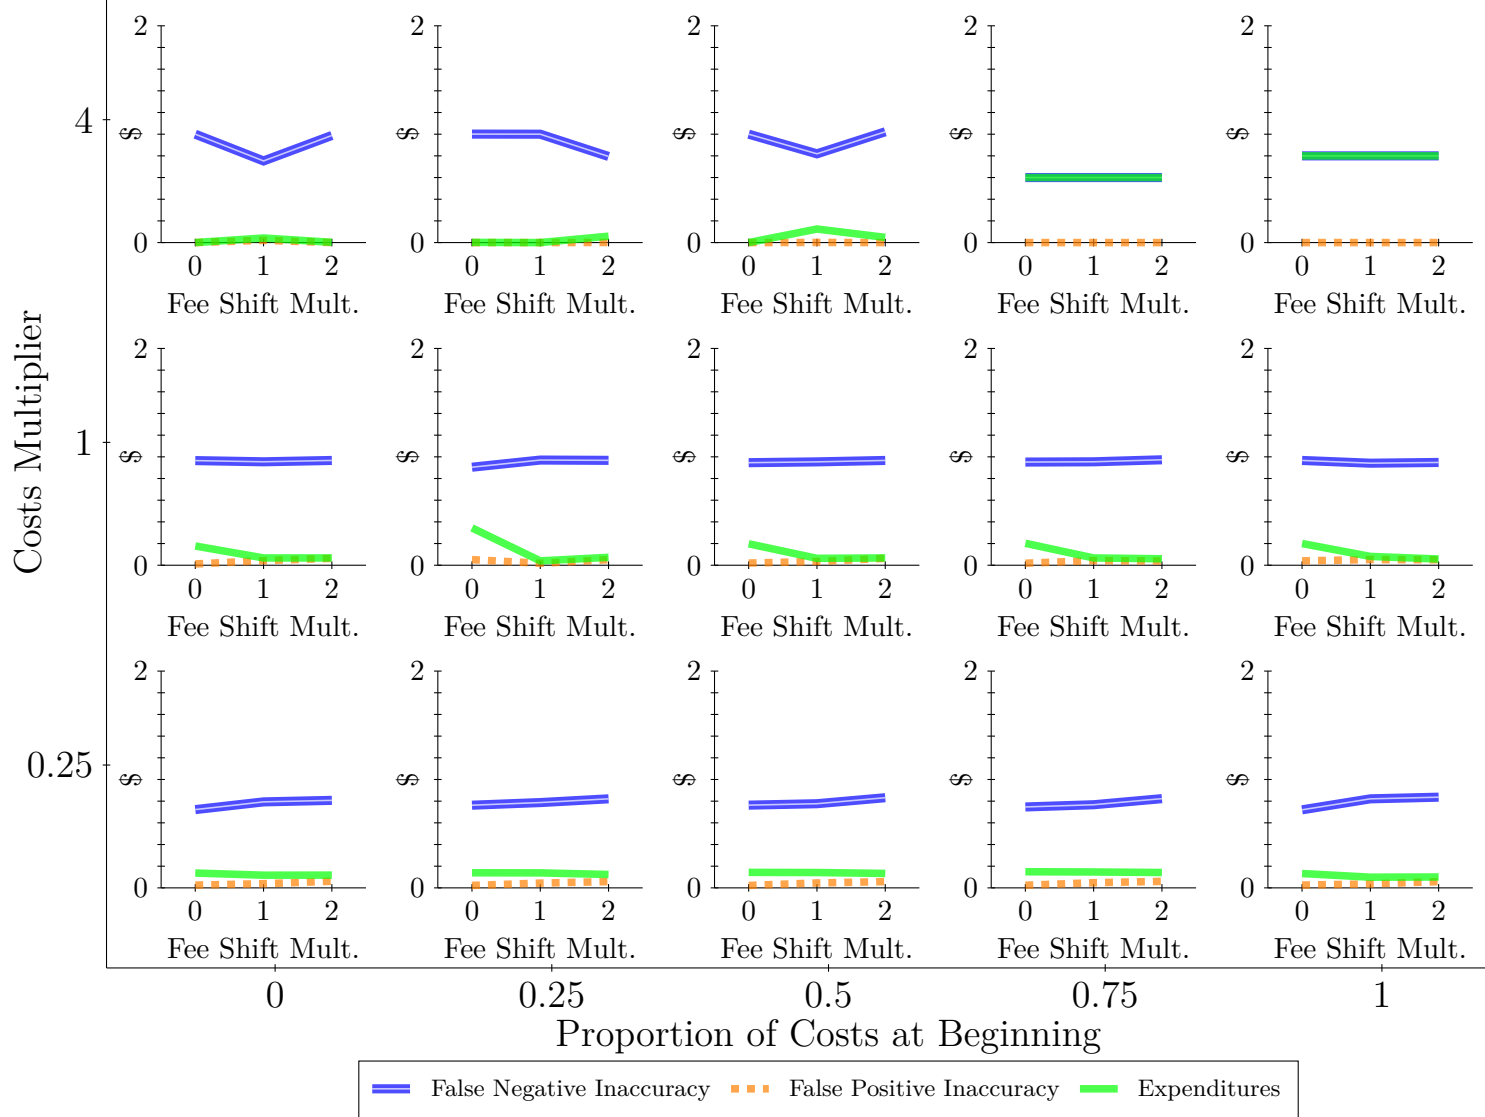 2 2 2 2 2
4 $ $ $ $ $
0 0 0 0 0
0 1 2 0 1 2 0 1 2 0 1 2 0 1 2
Fee Shift Mult. Fee Shift Mult. Fee Shift Mult. Fee Shift Mult. Fee Shift Mult.
Costs Multiplier
2 2 2 2 2
1 $ $ $ $ $
0 0 0 0 0
0 1 2 0 1 2 0 1 2 0 1 2 0 1 2
Fee Shift Mult. Fee Shift Mult. Fee Shift Mult. Fee Shift Mult. Fee Shift Mult.
2 2 2 2 2
0.25 $ $ $ $ $
0 0 0 0 0
0 1 2 0 1 2 0 1 2 0 1 2 0 1 2
Fee Shift Mult. Fee Shift Mult. Fee Shift Mult. Fee Shift Mult. Fee Shift Mult.
0 0.25 0.5 0.75 1
Proportion of Costs at Beginning
False Negative Inaccuracy False Positive Inaccuracy Expenditures